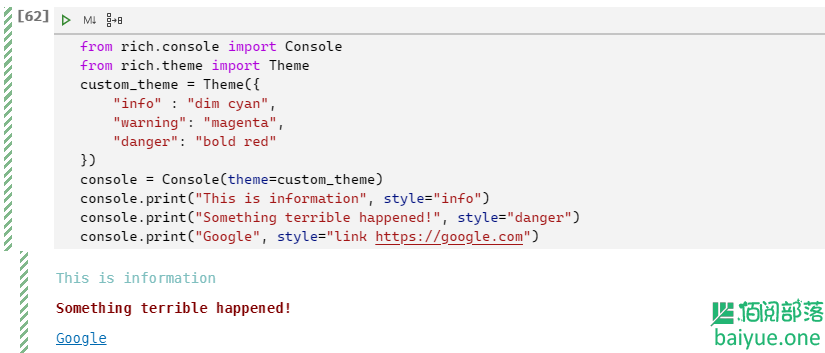 [62]
M↓
from rich.console import Console
from rich.theme import Theme
custom_theme = Theme({
    "info" : "dim cyan",
    "warning": "magenta",
    "danger": "bold red"
})
console = Console(theme=custom_theme)
console.print("This is information", style="info")
console.print("Something terrible happened!", style="danger")
console.print("Google", style="link https://google.com")
This is information
Something terrible happened!
Google
佰阅部落
baiyue.one